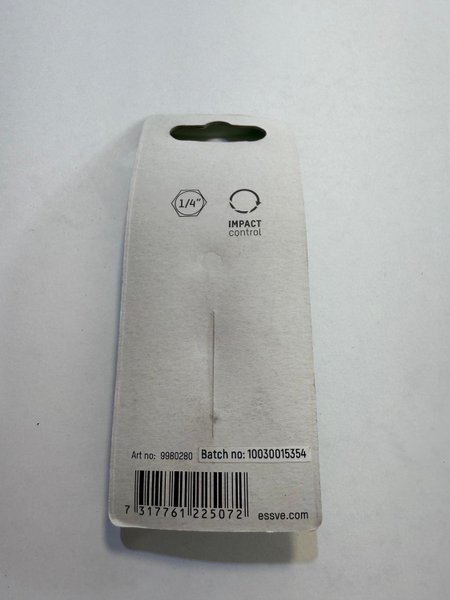 1/4"
IMPACT
control
Art no: 9980280 Batch no: 10030015354
7 317761 225072
essve.com